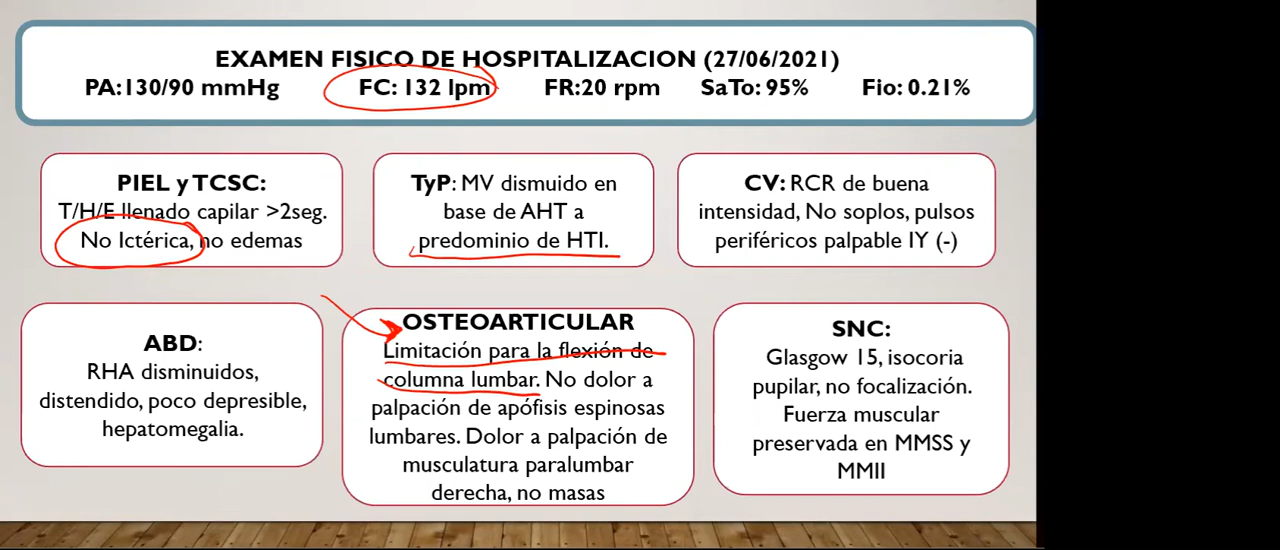 EXAMEN FISICO DE HOSPITALIZACION (27/06/2021)
PA:130/90 mmHg FC: 132 lpm FR:20 rpm SaTo: 95% Fio: 0.21%
PIEL y TCSC:
T/H/E llenado capilar >2seg.
No Ictérica, no edemas
TyP: MV dismuido en
base de AHT a
predominio de HTI.
CV: RCR de buena
intensidad, No soplos, pulsos
periféricos palpable IY (-)
ABD:
RHA disminuidos,
distendido, poco depresible,
hepatomegalia.
OSTEOARTICULAR
Limitación para la flexión de
columna lumbar. No dolor a
palpación de apófisis espinosas
lumbares. Dolor a palpación de
musculatura paralumbar
derecha, no masas
SNC:
Glasgow 15, isocoria
pupilar, no focalización.
Fuerza muscular
preservada en MMSS y
MMII